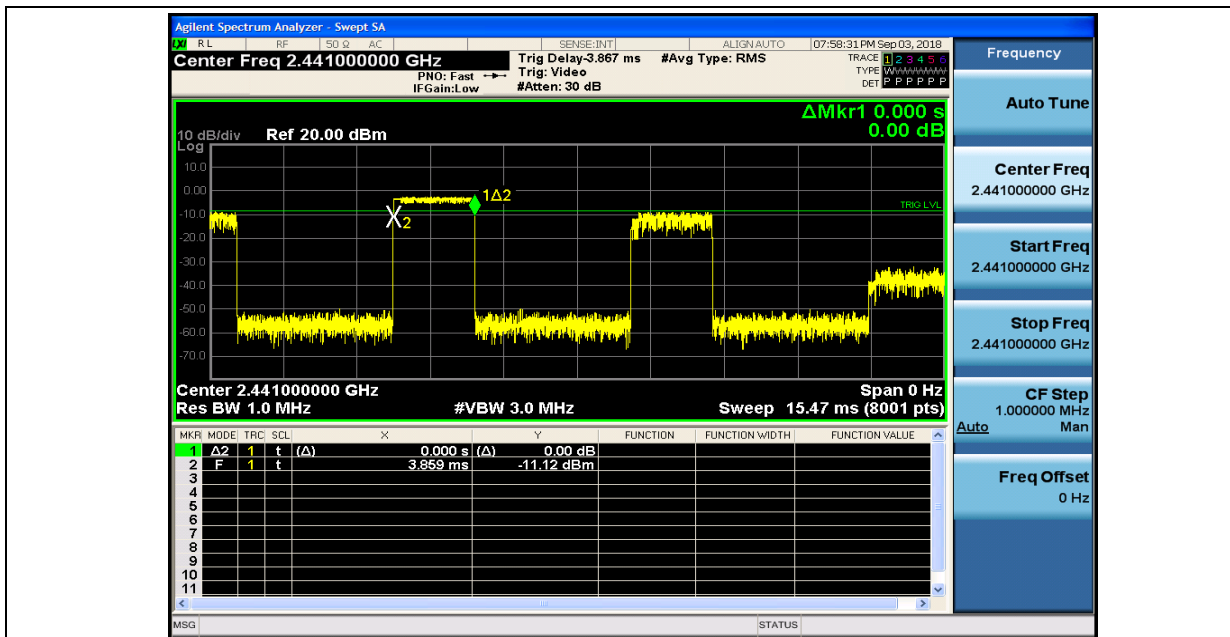 Agilent Spectrum Analyzer - Swept SA
LXI RL RF 50 Ω AC SENSE:INT ALIGN AUTO 07:58:31 PM Sep 03, 2018
Center Freq 2.441000000 GHz
PNO: Fast
IFGain:Low
Trig Delay-3.867 ms
Trig: Video
#Atten: 30 dB
#Avg Type: RMS
TRACE 1 2 3 4 5 6
TYPE W
DET P P P P P P
ΔMkr1 0.000 s
0.00 dB
10 dB/div Ref 20.00 dBm
Log
10.0
0.00
-10.0
-20.0
-30.0
-40.0
-50.0
-60.0
-70.0
1Δ2
X2
TRIG LVL
Center 2.441000000 GHz Span 0 Hz
Res BW 1.0 MHz #VBW 3.0 MHz Sweep 15.47 ms (8001 pts)
MKR MODE TRC SCL X Y FUNCTION FUNCTION WIDTH FUNCTION VALUE
1 Δ2 1 t (Δ) 0.000 s (Δ) 0.00 dB
2 F 1 t 3.859 ms -11.12 dBm
3
4
5
6
7
8
9
10
11
MSG STATUS
Frequency
Auto Tune
Center Freq
2.441000000 GHz
Start Freq
2.441000000 GHz
Stop Freq
2.441000000 GHz
CF Step
1.000000 MHz
Auto Man
Freq Offset
0 Hz